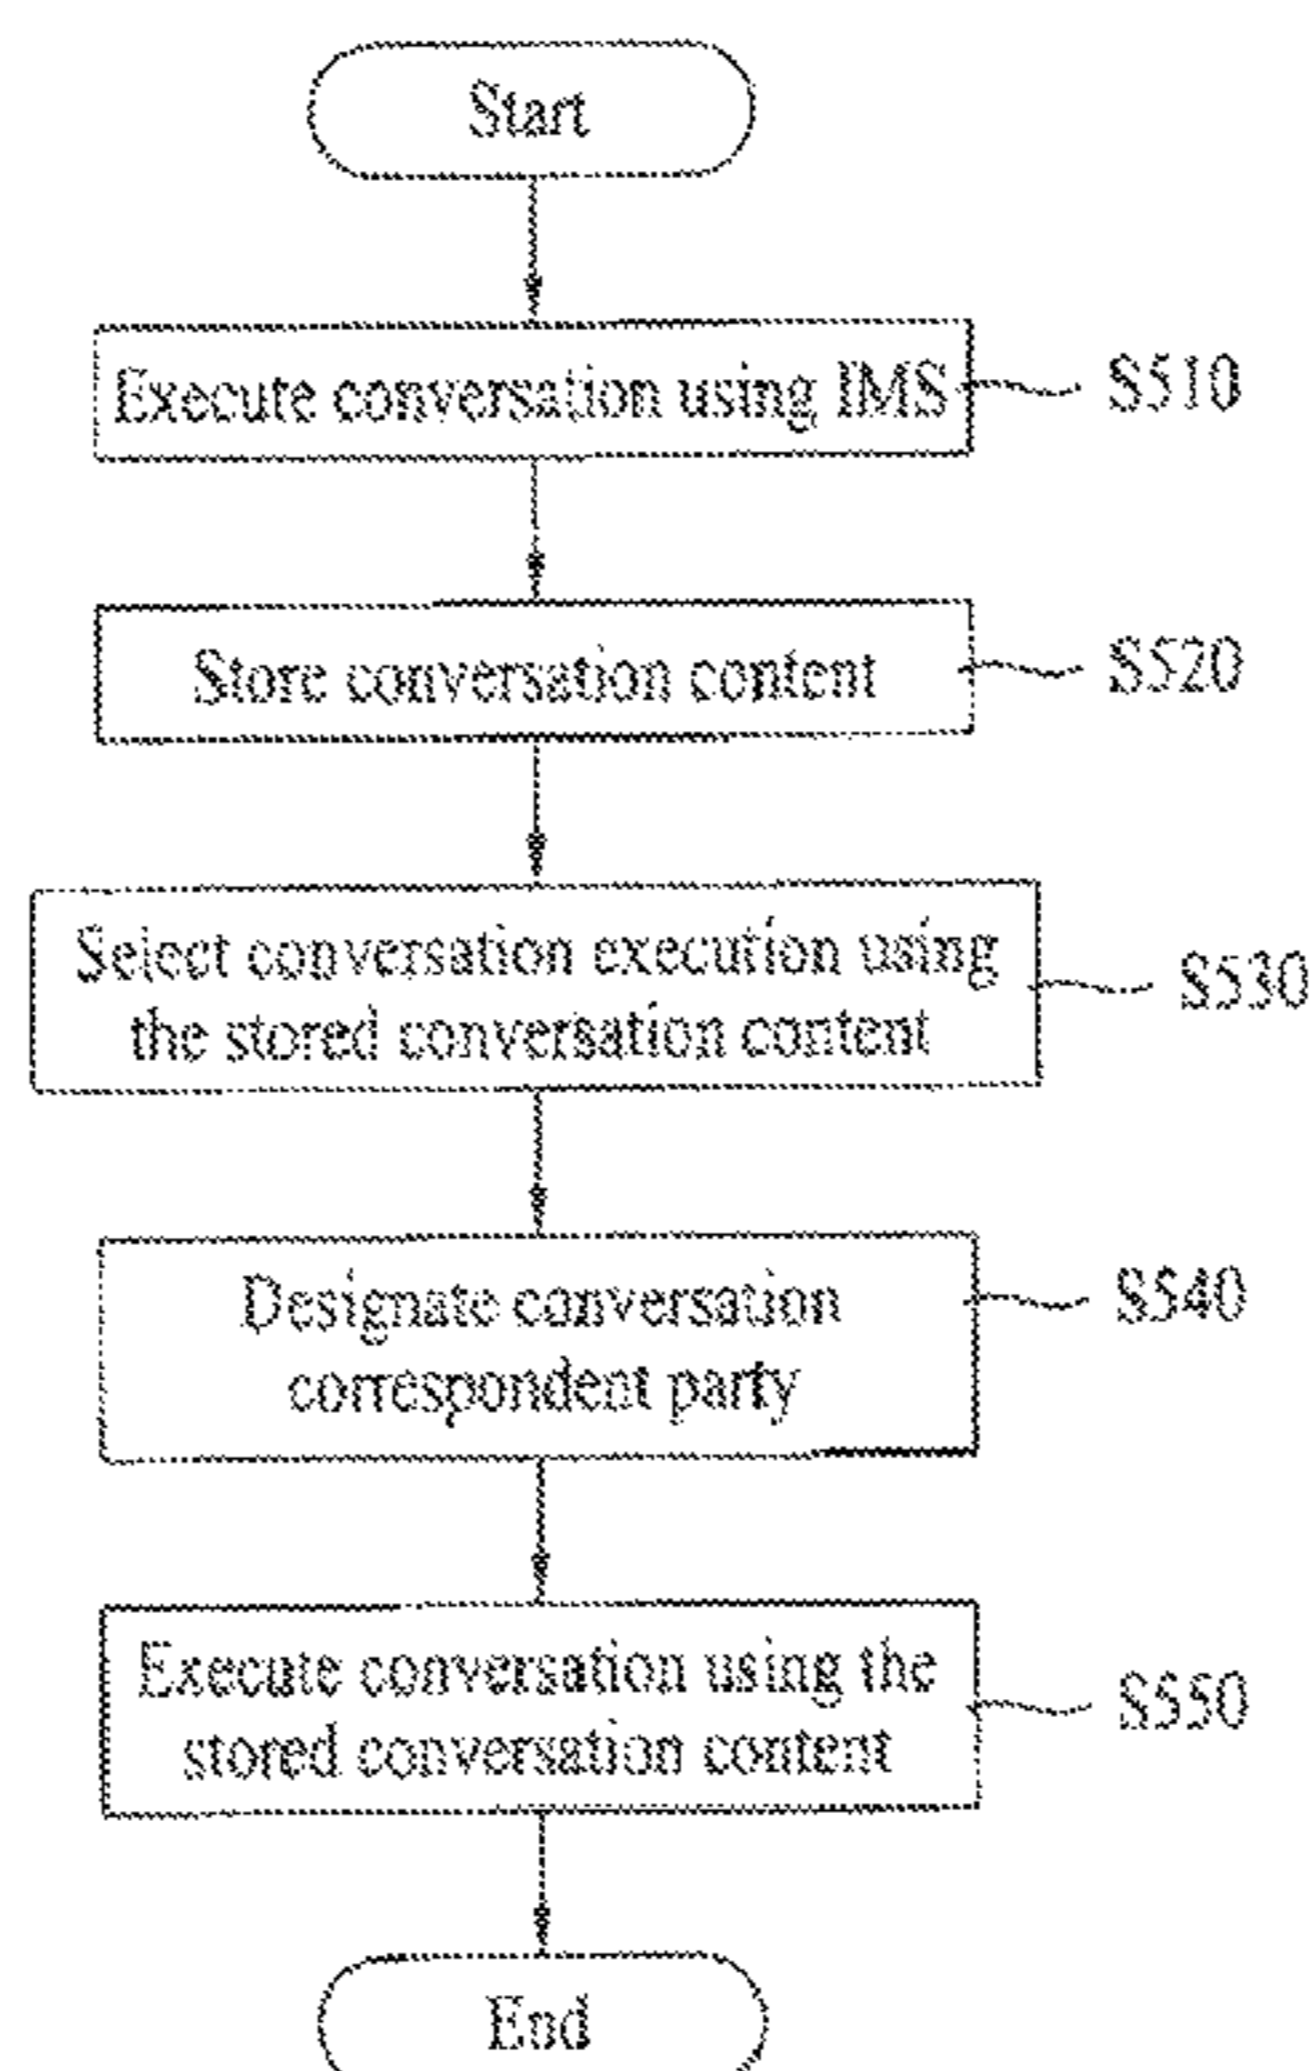 Start
Execute conversation using IMS
S510
Store conversation content
S520
Select conversation execution using
the stored conversation content
S530
Designate conversation
correspondent party
S540
Execute conversation using the
stored conversation content
S550
End